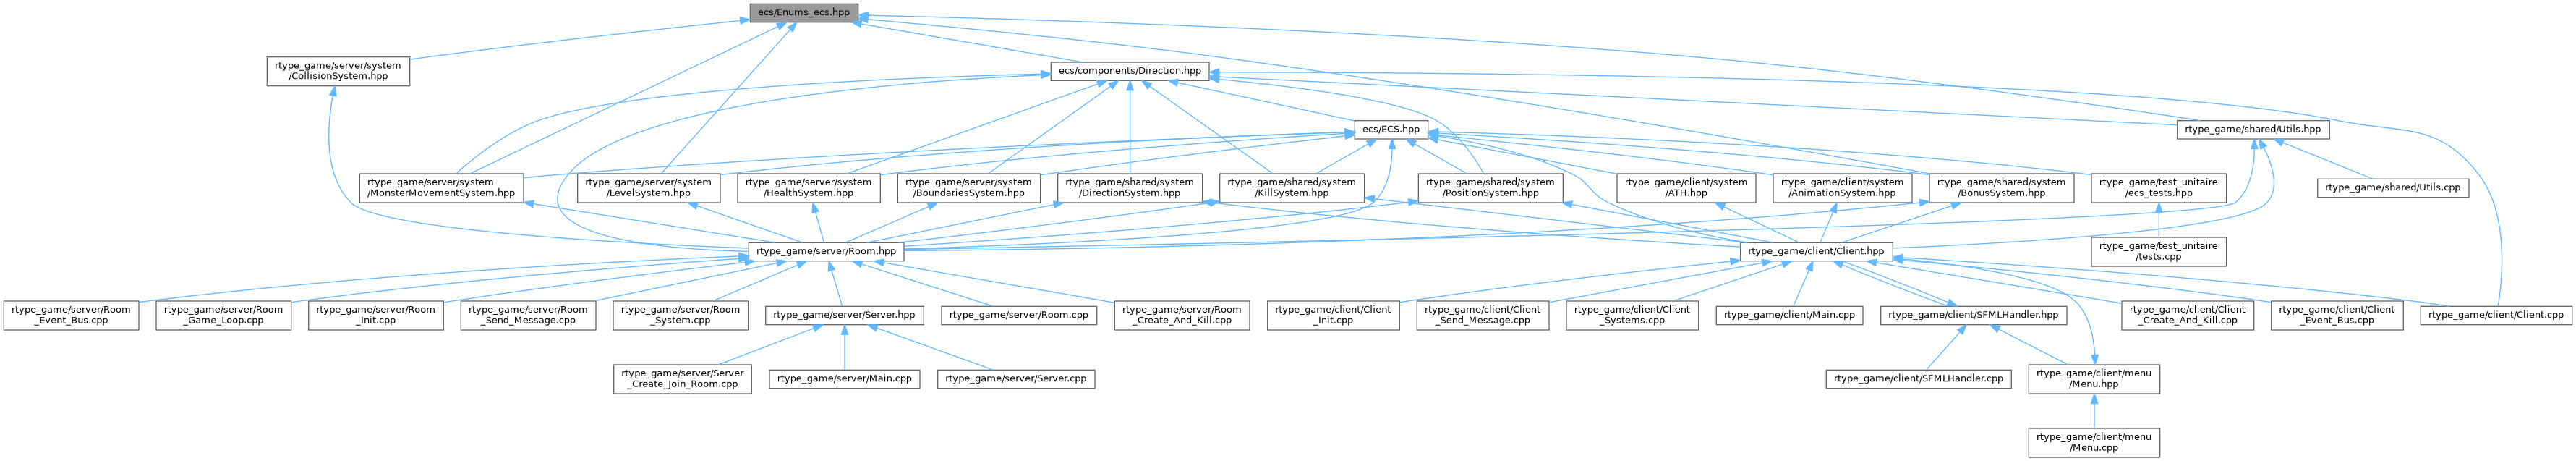 ecs/Enums_ecs.hpp
rtype_game/server/system
/CollisionSystem.hpp
ecs/components/Direction.hpp
ecs/ECS.hpp
rtype_game/shared/Utils.hpp
rtype_game/server/system
/MonsterMovementSystem.hpp
rtype_game/server/system
/LevelSystem.hpp
rtype_game/server/system
/HealthSystem.hpp
rtype_game/server/system
/BoundariesSystem.hpp
rtype_game/shared/system
/DirectionSystem.hpp
rtype_game/shared/system
/KillSystem.hpp
rtype_game/shared/system
/PositionSystem.hpp
rtype_game/client/system
/ATH.hpp
rtype_game/client/system
/AnimationSystem.hpp
rtype_game/shared/system
/BonusSystem.hpp
rtype_game/test_unitaire
/ecs_tests.hpp
rtype_game/shared/Utils.cpp
rtype_game/server/Room.hpp
rtype_game/client/Client.hpp
rtype_game/test_unitaire
/tests.cpp
rtype_game/server/Room
_Event_Bus.cpp
rtype_game/server/Room
_Game_Loop.cpp
rtype_game/server/Room
_Init.cpp
rtype_game/server/Room
_Send_Message.cpp
rtype_game/server/Room
_System.cpp
rtype_game/server/Server.hpp
rtype_game/server/Room.cpp
rtype_game/server/Room
_Create_And_Kill.cpp
rtype_game/client/Client
_Init.cpp
rtype_game/client/Client
_Send_Message.cpp
rtype_game/client/Client
_Systems.cpp
rtype_game/client/Main.cpp
rtype_game/client/SFMLHandler.hpp
rtype_game/client/Client
_Create_And_Kill.cpp
rtype_game/client/Client
_Event_Bus.cpp
rtype_game/client/Client.cpp
rtype_game/server/Server
_Create_Join_Room.cpp
rtype_game/server/Main.cpp
rtype_game/server/Server.cpp
rtype_game/client/SFMLHandler.cpp
rtype_game/client/menu
/Menu.hpp
rtype_game/client/menu
/Menu.cpp